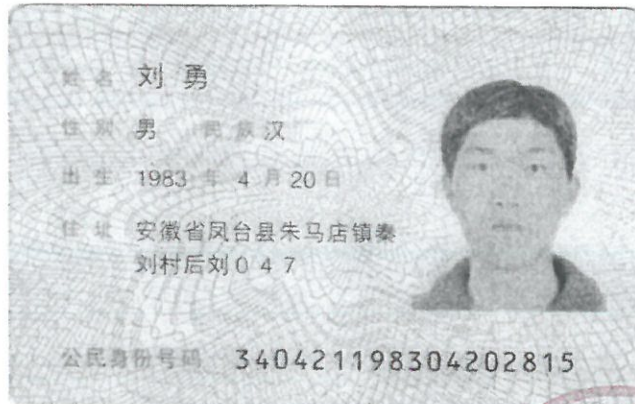 姓名 刘勇
性别 男 民族 汉
出生 1983 年 4 月 20 日
住址 安徽省凤台县朱马店镇秦
刘村后刘047
公民身份号码 340421198304202815